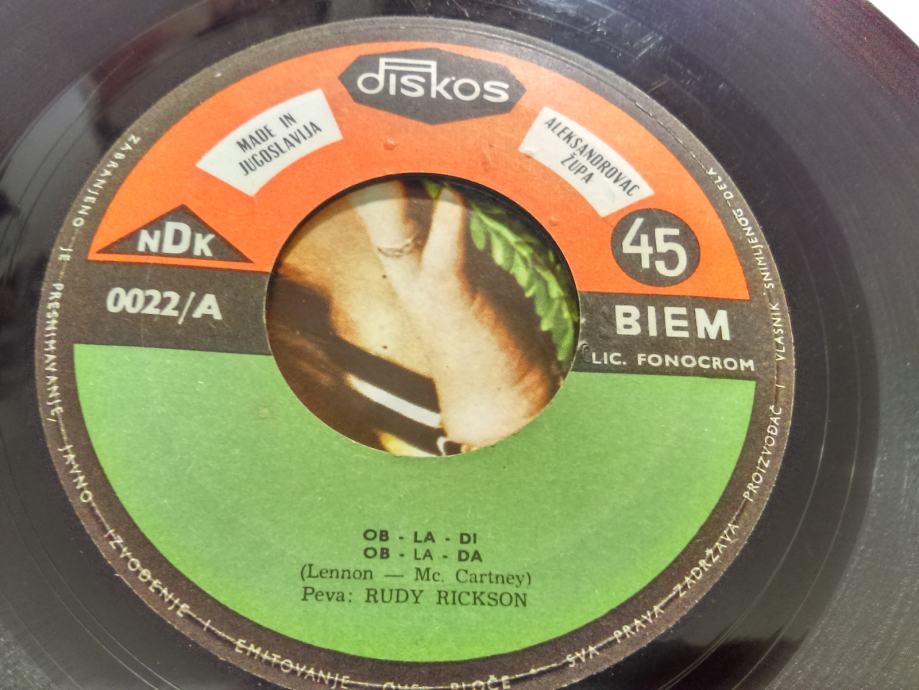 diskos
MADE IN
JUGOSLAVIJA
ALEKSANDROVAC
ŽUPA
NDK
45
0022/A
BIEM
LIC. FONOCROM
OB - LA - DI
OB - LA - DA
(Lennon — Mc. Cartney)
Peva: RUDY RICKSON
ZABRANJENO JE PRESNIMAVANJE, JAVNO IZVOĐENJE I EMITOVANJE OVE PLOČE - SVA PRAVA ZADRŽAVA PROIZVOĐAČ I VLASNIK SNIMLJENOG DELA